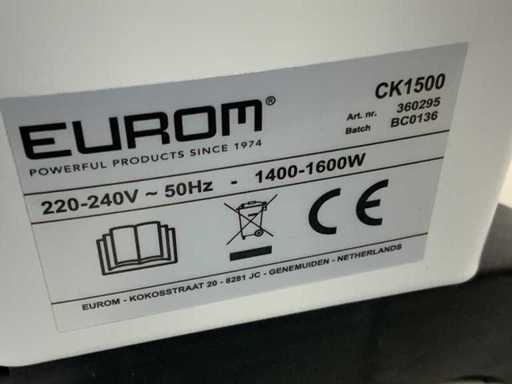 EUROM®
POWERFUL PRODUCTS SINCE 1974
CK1500
Art. nr. 360295
Batch BC0136
220-240V ~ 50Hz - 1400-1600W
CE
EUROM - KOKOSSTRAAT 20 - 8281 JC - GENEMUIDEN - NETHERLANDS